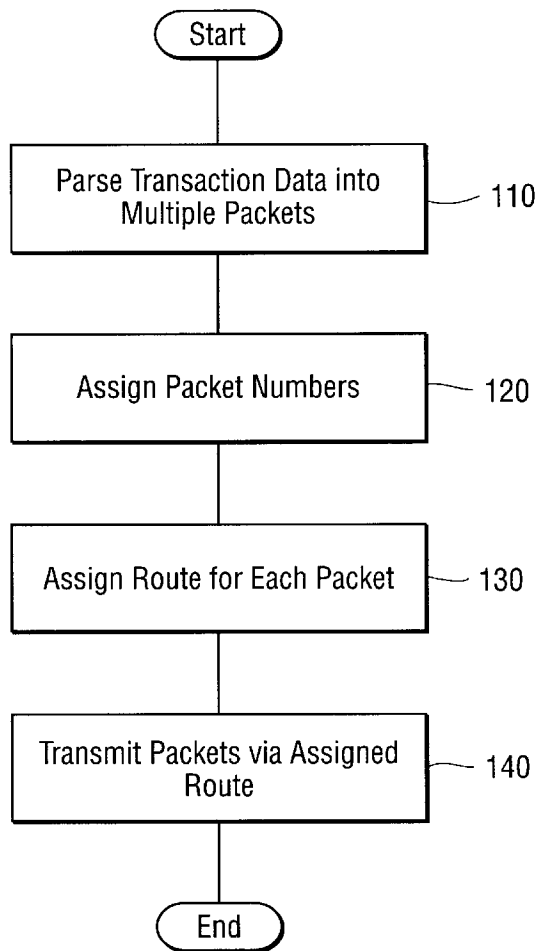 Start
Parse Transaction Data into
Multiple Packets
110
Assign Packet Numbers
120
Assign Route for Each Packet
130
Transmit Packets via Assigned
Route
140
End